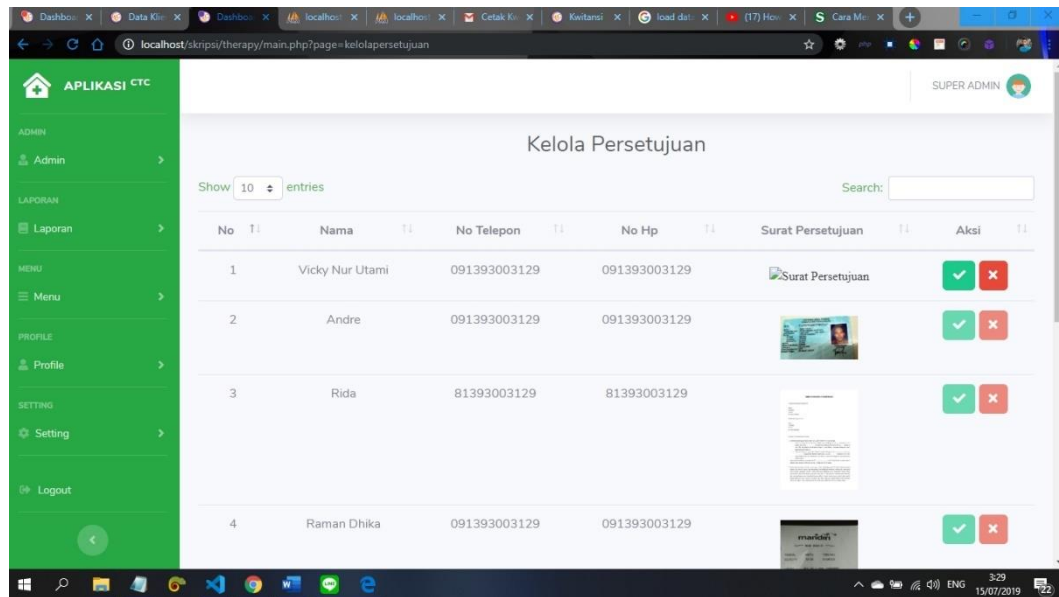 Dashboa
Data Klie
Dashboa
localhost
localhost
Cetak Kw
Kwitansi
load data
(17) How
Cara Me
localhost/skripsi/therapy/main.php?page=kelolapersetujuan
APLIKASI CTC
SUPER ADMIN
ADMIN
Admin
LAPORAN
Laporan
MENU
Menu
PROFILE
Profile
SETTING
Setting
Logout
Kelola Persetujuan
Show 10 entries
Search:
No Nama No Telepon No Hp Surat Persetujuan Aksi
1 Vicky Nur Utami 091393003129 091393003129 Surat Persetujuan
2 Andre 091393003129 091393003129
3 Rida 81393003129 81393003129
4 Raman Dhika 091393003129 091393003129
mandiri
ENG
3:29
15/07/2019
22